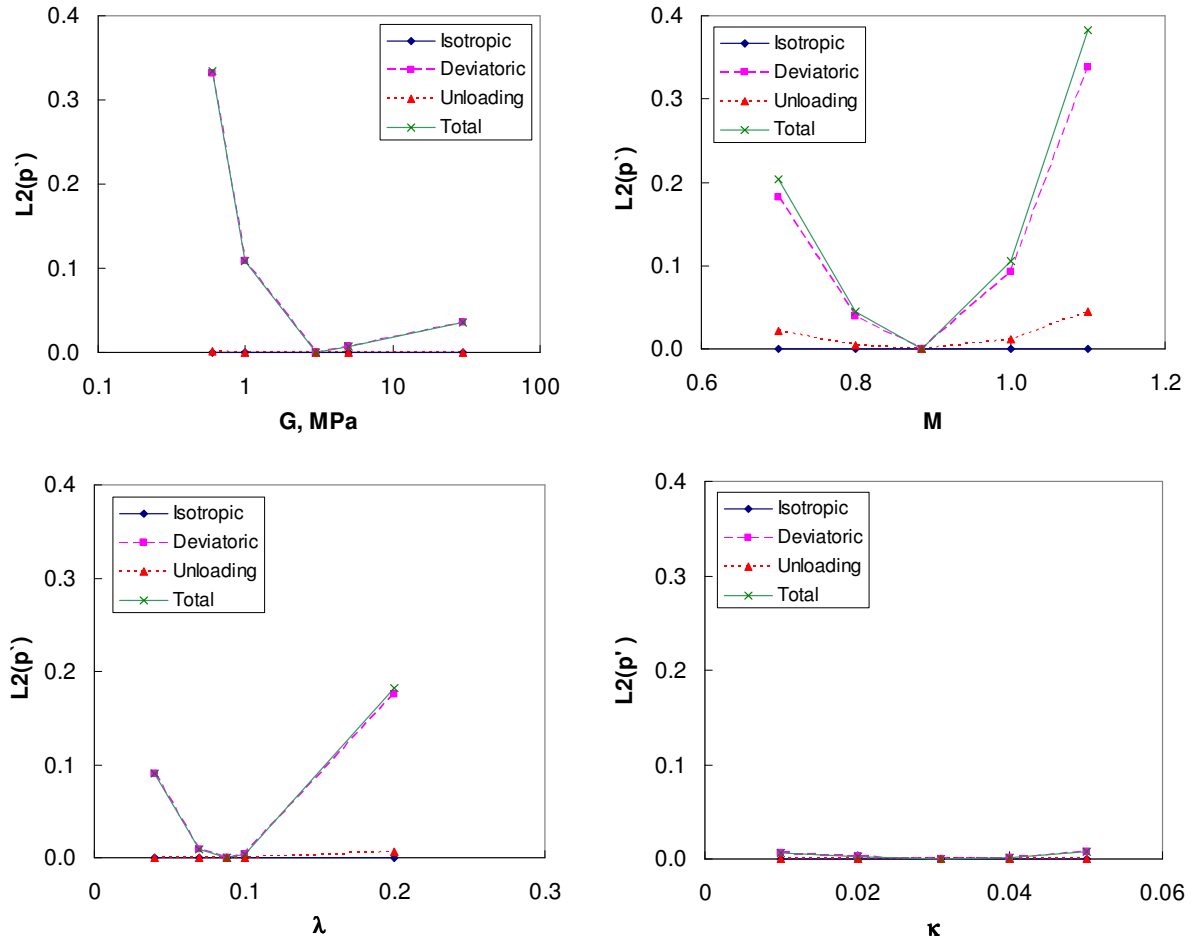 0.4
0.3
0.2
0.1
0.0
L2(p`)
Isotropic
Deviatoric
Unloading
Total
0.1
1
10
100
G, MPa
0.4
0.3
0.2
0.1
0.0
L2(p`)
Isotropic
Deviatoric
Unloading
Total
0.6
0.8
1.0
1.2
M
0.4
0.3
0.2
0.1
0.0
L2(p`)
Isotropic
Deviatoric
Unloading
Total
0
0.1
0.2
0.3
λ
0.4
0.3
0.2
0.1
0.0
L2(p')
Isotropic
Deviatoric
Unloading
Total
0
0.02
0.04
0.06
κ